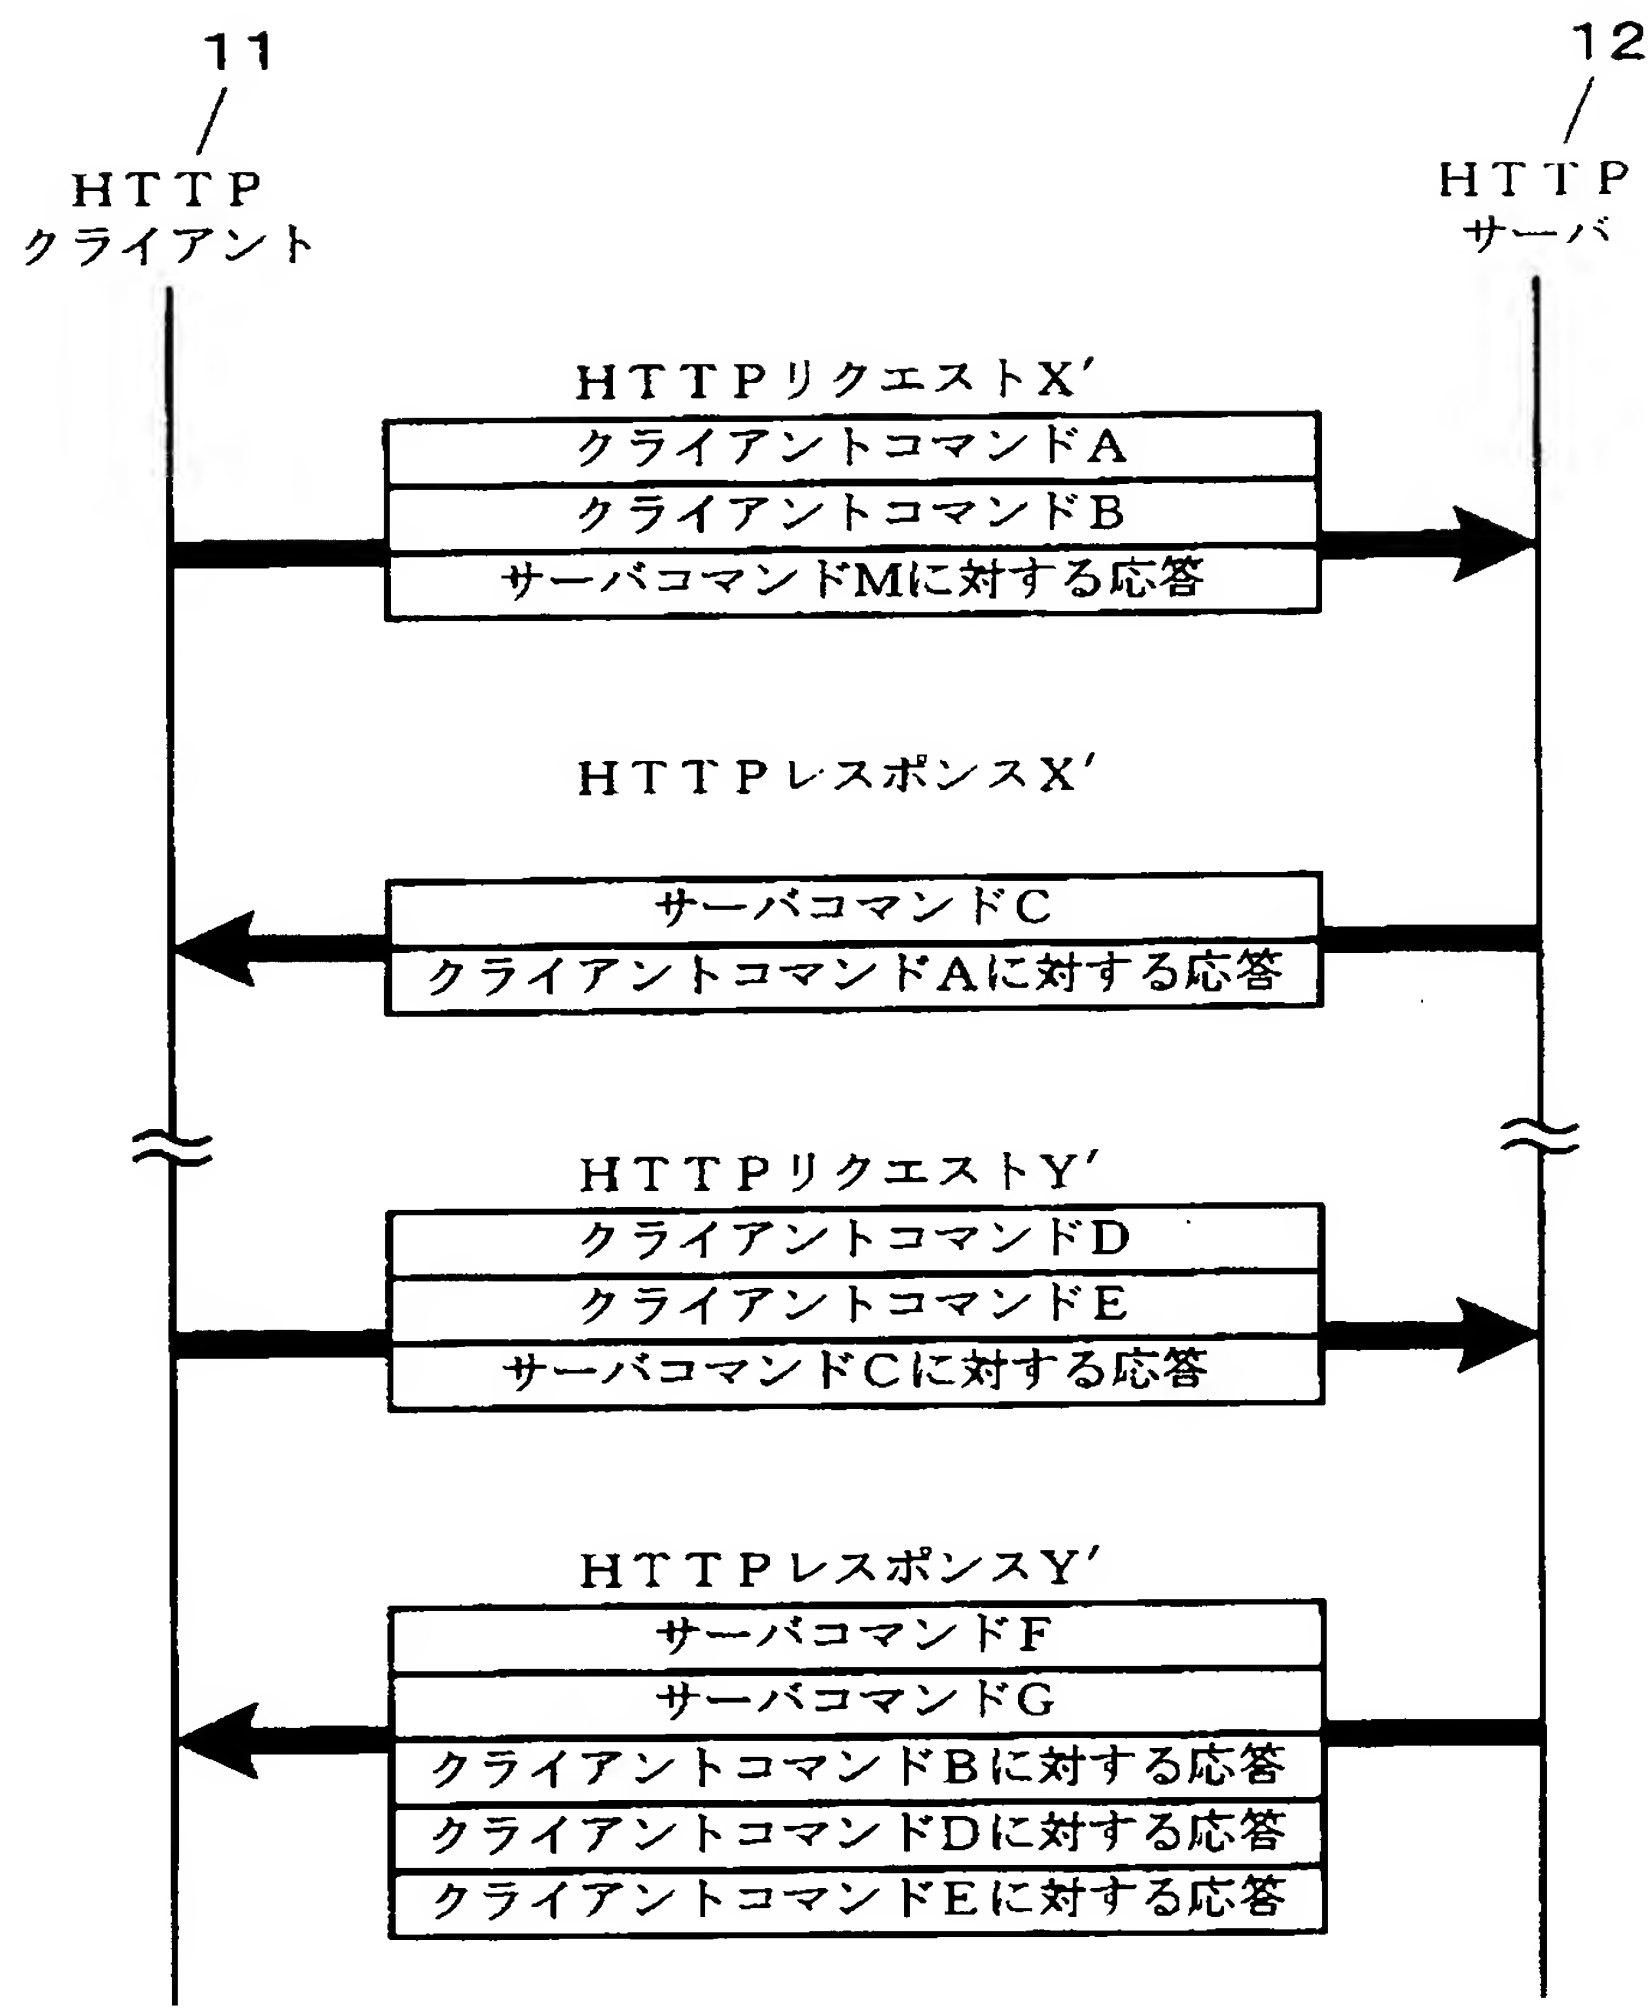 11
12
HTTP
クライアント
HTTP
サーバ
HTTPリクエストX′
クライアントコマンドA
クライアントコマンドB
サーバコマンドMに対する応答
HTTPレスポンスX′
サーバコマンドC
クライアントコマンドAに対する応答
HTTPリクエストY′
クライアントコマンドD
クライアントコマンドE
サーバコマンドCに対する応答
HTTPレスポンスY′
サーバコマンドF
サーバコマンドG
クライアントコマンドBに対する応答
クライアントコマンドDに対する応答
クライアントコマンドEに対する応答